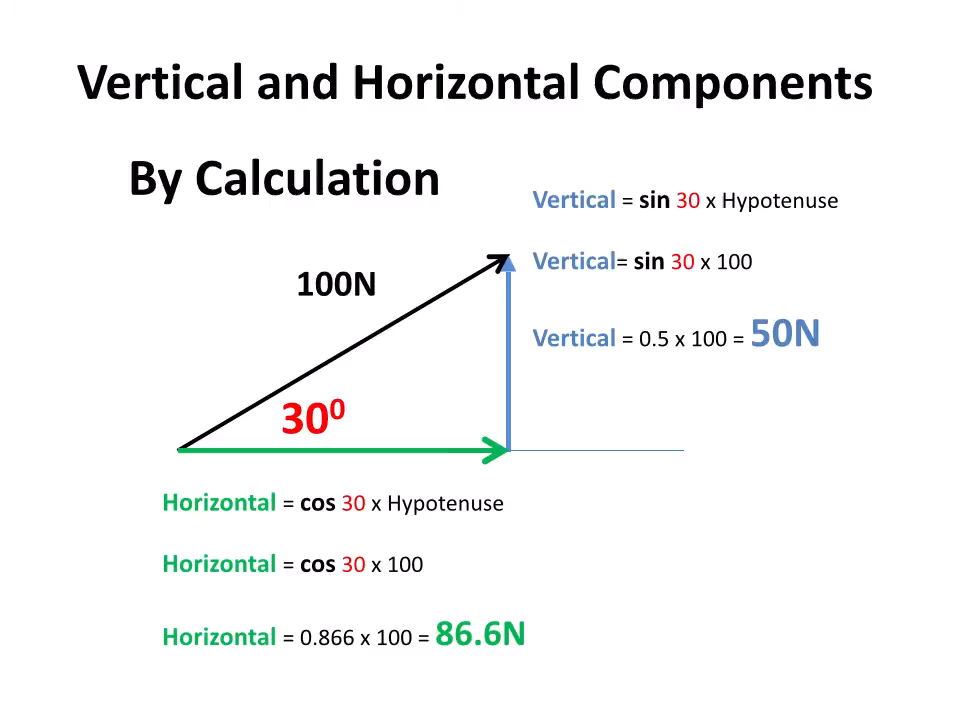 Vertical and Horizontal Components
By Calculation
Vertical = sin 30 x Hypotenuse
Vertical= sin 30 x 100
Vertical = 0.5 x 100 = 50N
100N
30⁰
Horizontal = cos 30 x Hypotenuse
Horizontal = cos 30 x 100
Horizontal = 0.866 x 100 = 86.6N